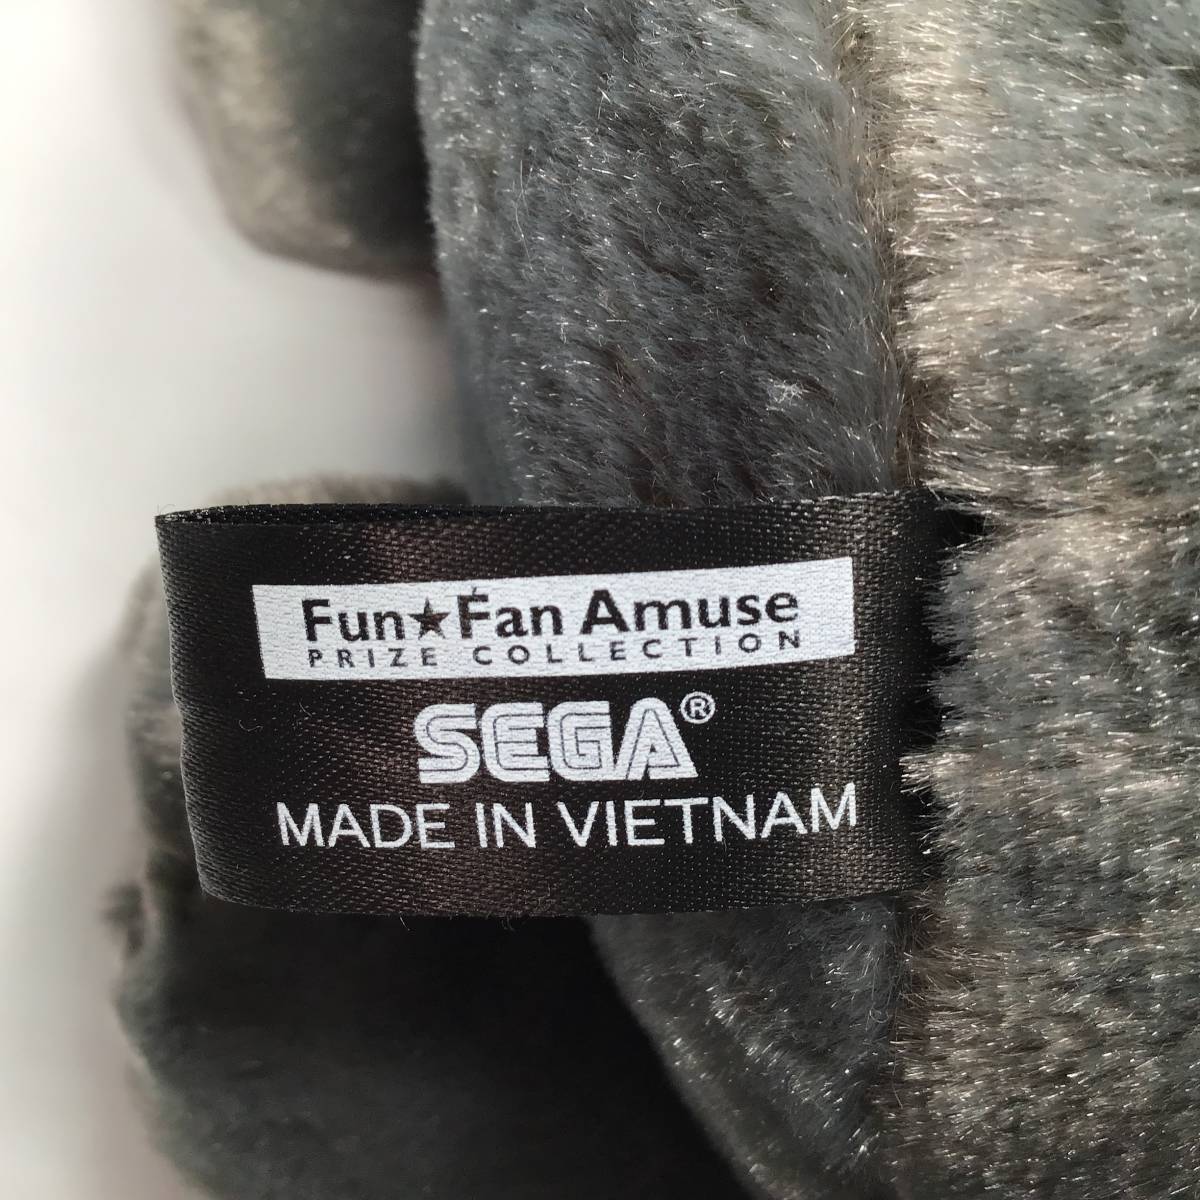 Fun★Fan Amuse
PRIZE COLLECTION
SEGA®
MADE IN VIETNAM